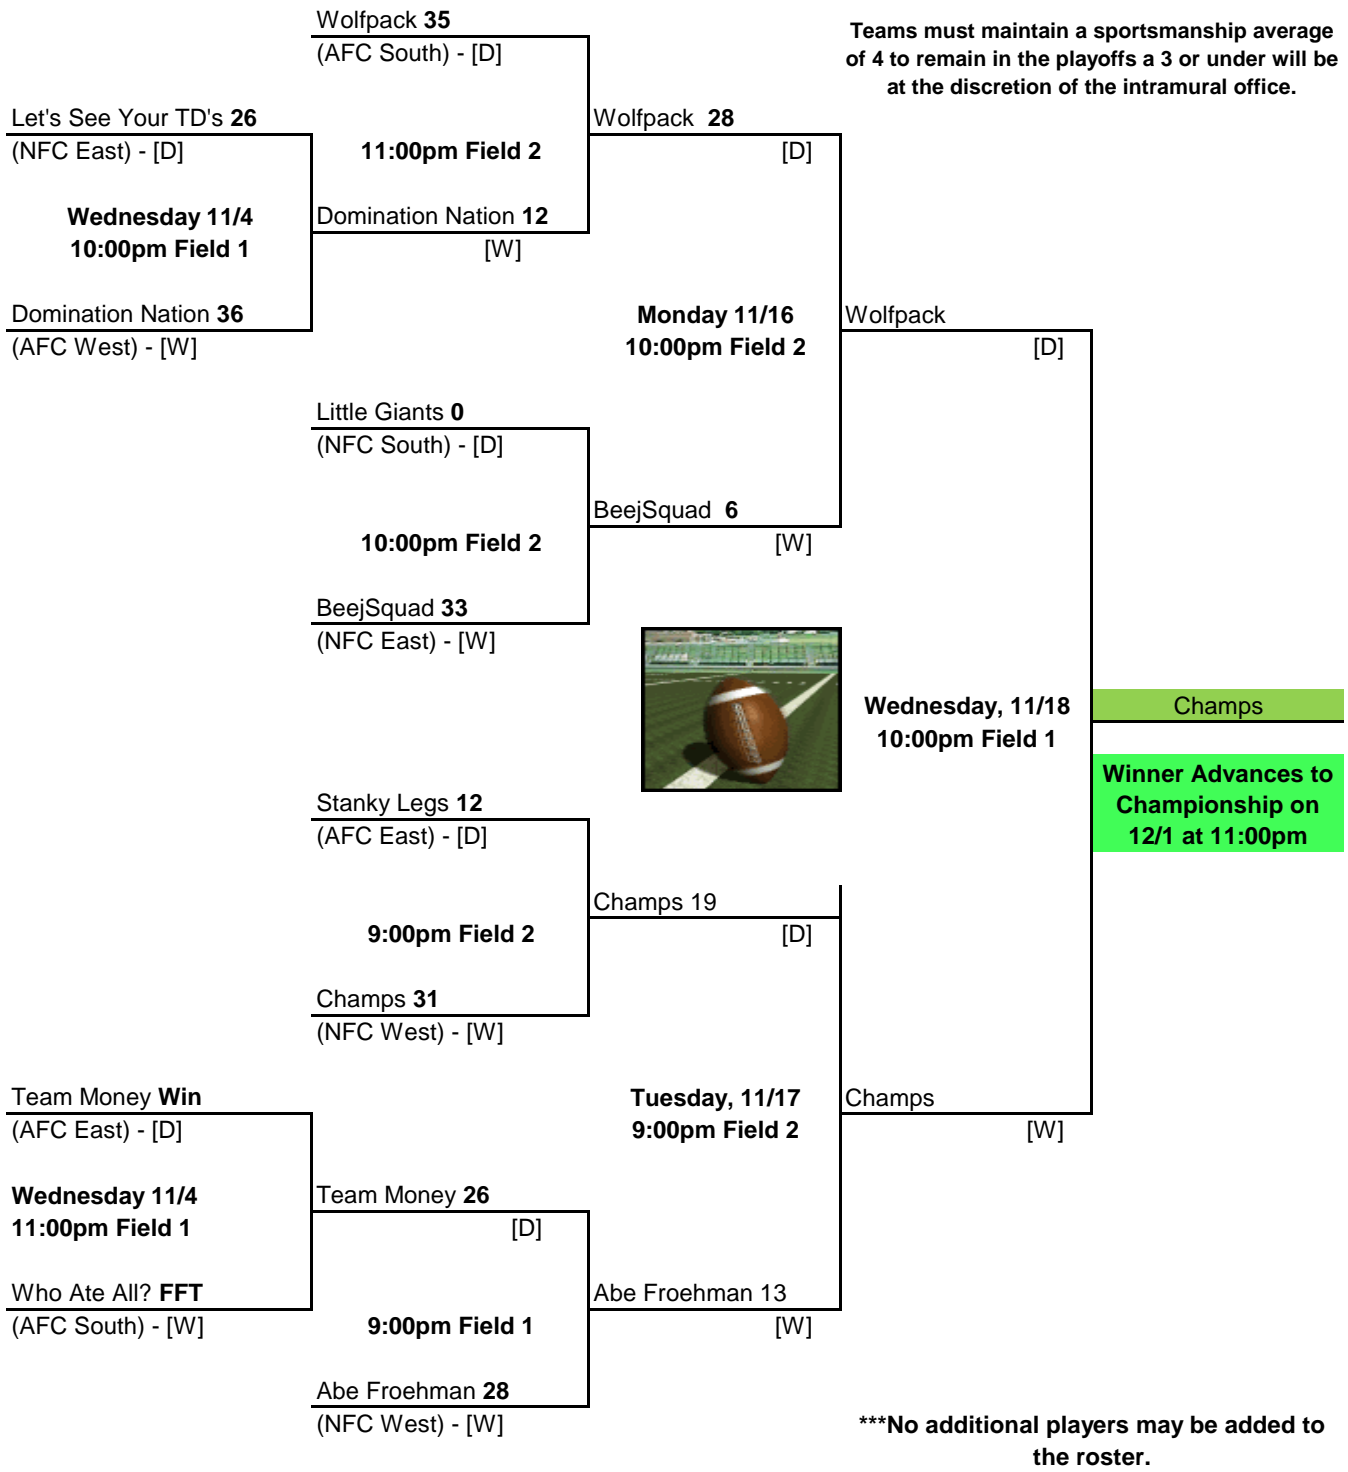 Wolfpack 35
(AFC South) - [D]
Teams must maintain a sportsmanship average
of 4 to remain in the playoffs a 3 or under will be
at the discretion of the intramural office.
Let's See Your TD's 26
(NFC East) - [D]
11:00pm Field 2
Wolfpack 28
[D]
Wednesday 11/4
10:00pm Field 1
Domination Nation 12
[W]
Domination Nation 36
(AFC West) - [W]
Monday 11/16
10:00pm Field 2
Wolfpack
[D]
Little Giants 0
(NFC South) - [D]
10:00pm Field 2
BeejSquad 6
[W]
BeejSquad 33
(NFC East) - [W]
Wednesday, 11/18
10:00pm Field 1
Champs
Winner Advances to
Championship on
12/1 at 11:00pm
Stanky Legs 12
(AFC East) - [D]
9:00pm Field 2
Champs 19
[D]
Champs 31
(NFC West) - [W]
Team Money Win
(AFC East) - [D]
Tuesday, 11/17
9:00pm Field 2
Champs
[W]
Wednesday 11/4
11:00pm Field 1
Team Money 26
[D]
Who Ate All? FFT
(AFC South) - [W]
9:00pm Field 1
Abe Froehman 13
[W]
Abe Froehman 28
(NFC West) - [W]
***No additional players may be added to
the roster.